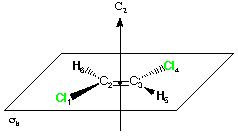 C₂
H₆ Cl₄
C₂ C₃
Cl₁ H₅
σₕ